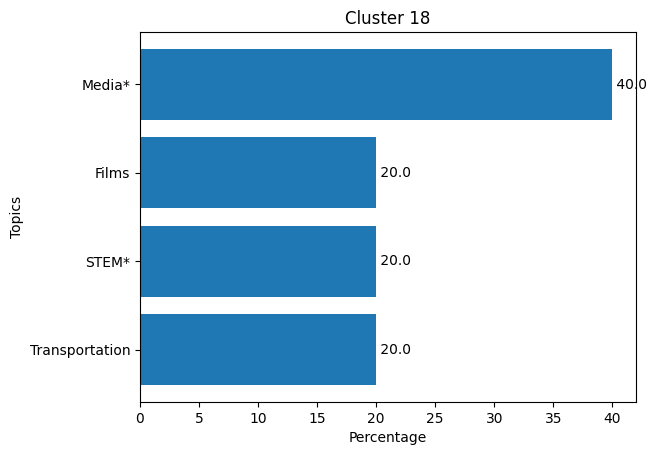 Cluster 18
Media*
40.0
Films
20.0
STEM*
20.0
Transportation
20.0
Topics
0 5 10 15 20 25 30 35 40
Percentage